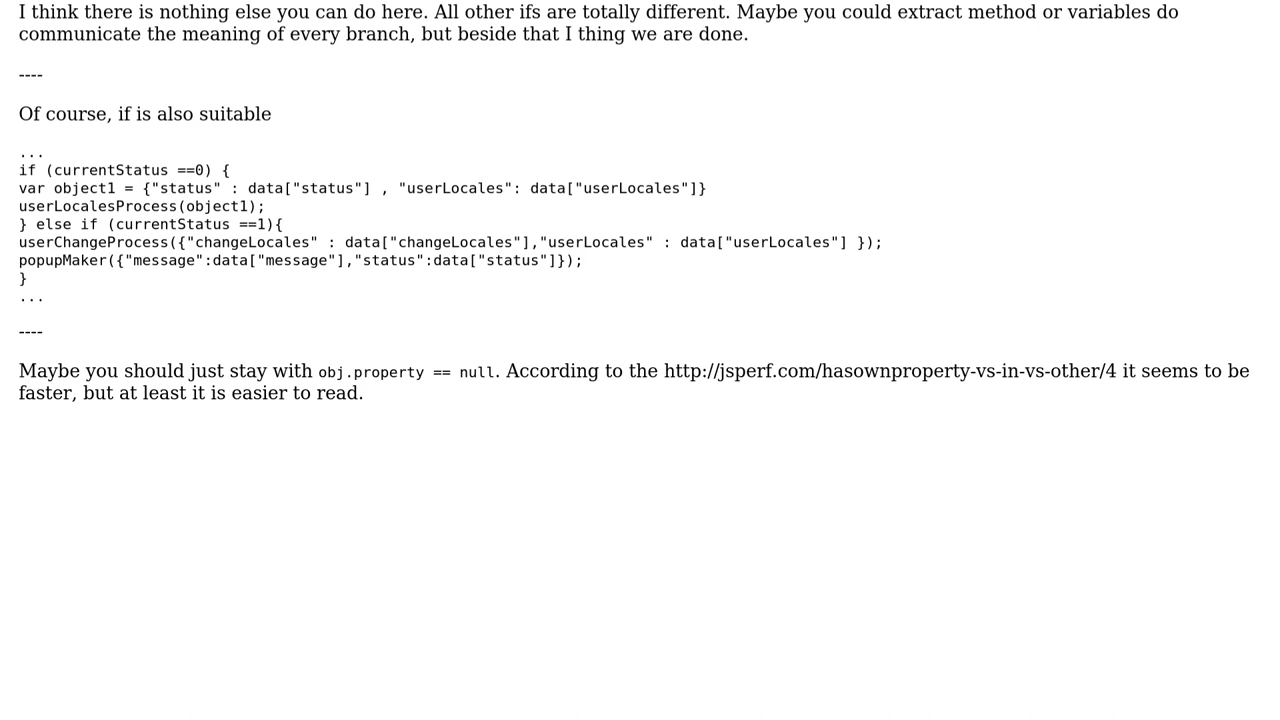 I think there is nothing else you can do here. All other ifs are totally different. Maybe you could extract method or variables do
communicate the meaning of every branch, but beside that I thing we are done.
----
Of course, if is also suitable
...
if (currentStatus ==0) {
var object1 = {"status" : data["status"] , "userLocales": data["userLocales"]}
userLocalesProcess(object1);
} else if (currentStatus ==1){
userChangeProcess({"changeLocales" : data["changeLocales"],"userLocales" : data["userLocales"] });
popupMaker({"message":data["message"],"status":data["status"]});
}
...
----
Maybe you should just stay with obj.property == null. According to the http://jsperf.com/hasownproperty-vs-in-vs-other/4 it seems to be
faster, but at least it is easier to read.